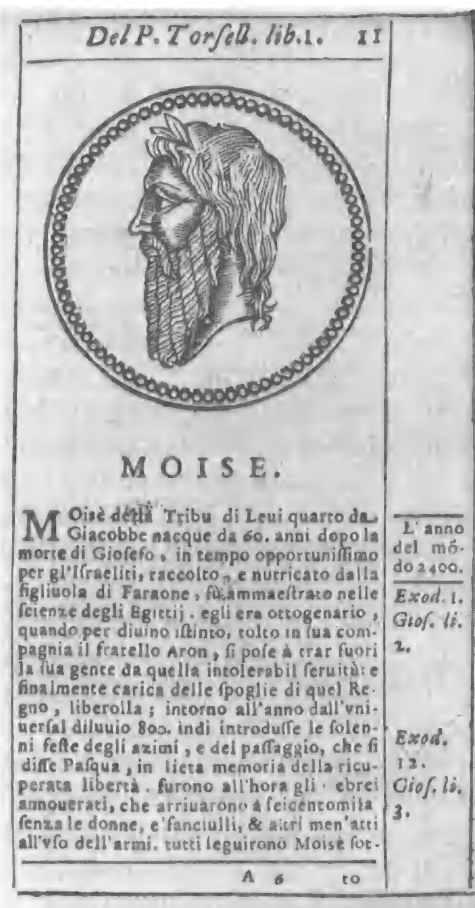 Del P. Torſell. lib.1. 11
MOISE.
MOisè della Tribu di Leui quarto da
Giacobbe nacque da 60. anni dopo la
morte di Gioſefo, in tempo opportuniſſimo
per gl'Iſraeliti, raccolto, e nutricato dalla
figliuola di Faraone, fù ammaeſtrato nelle
ſcienze degli Egittij. egli era ottogenario,
quando per diuino iſtinto, tolto in ſua com-
pagnia il fratello Aron, ſi poſe à trar fuori
la ſua gente da quella intolerabil ſeruitù: e
finalmente carica delle ſpoglie di quel Re-
gno, liberolla; intorno all'anno dall'vni-
uerſal diluuio 800. indi introduſſe le ſolen-
ni feſte degli azimi, e del paſſaggio, che ſi
diſſe Paſqua, in lieta memoria della ricu-
perata libertà. furono all'hora gli ebrei
annouerati, che arriuarono à ſeicentomila
ſenza le donne, e'fanciulli, & altri men'atti
all'vſo dell'armi. tutti ſeguirono Moisè ſot-
A 6 to
L'anno
del mō-
do 2400.
Exod. 1.
Gioſ. li.
2.
Exod.
12.
Gioſ. li.
3.